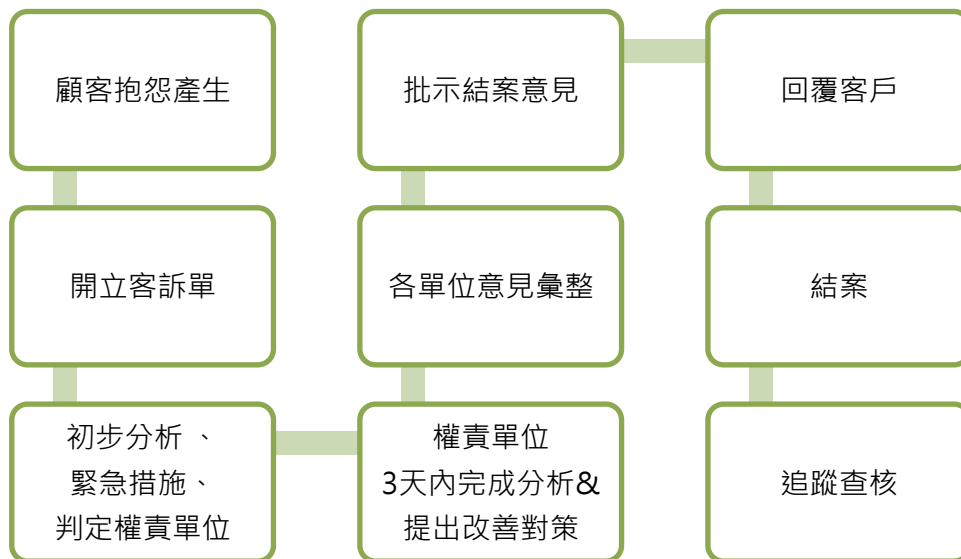 顧客抱怨產生
開立客訴單
初步分析 、
緊急措施、
判定權責單位
權責單位
3天內完成分析&
提出改善對策
各單位意見彙整
批示結案意見
回覆客戶
結案
追蹤查核